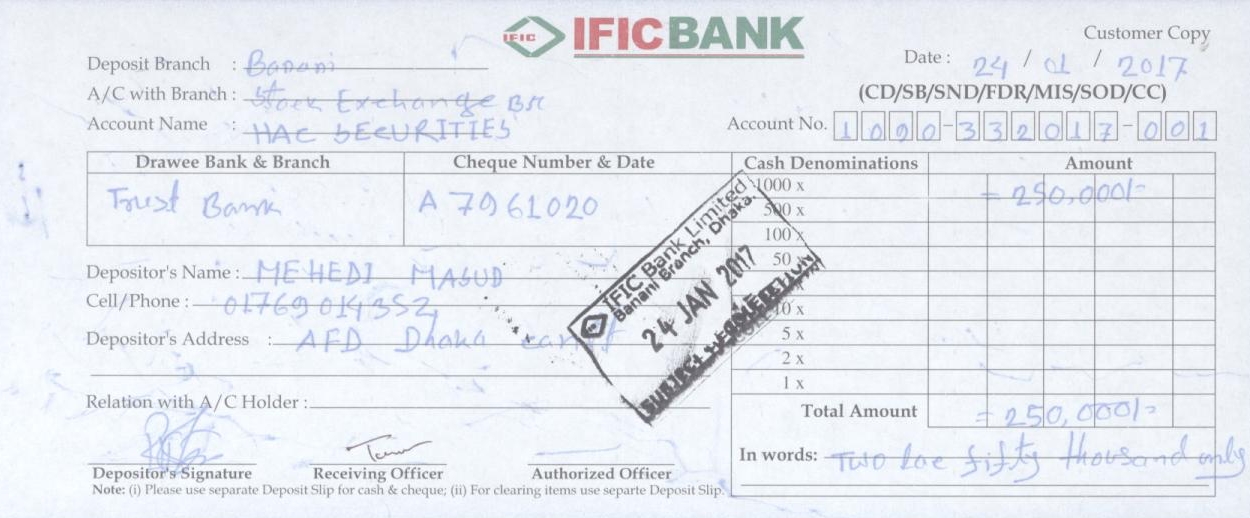 IFIC IFIC BANK
Customer Copy
Deposit Branch : Banani
Date : 24 / 01 / 2017
A/C with Branch : Stock Exchange BR
(CD/SB/SND/FDR/MIS/SOD/CC)
Account Name : HAC SECURITIES
Account No. 1090-332017-001
Drawee Bank & Branch Cheque Number & Date Cash Denominations Amount
Trust Bank A 7961020 1000 x =250,000/-
500 x
100 x
50
IFIC Bank Limited
Banani Branch, Dhaka.
24 JAN 2017
SUBJECT
Depositor's Name : MEHEDI MASUD
Cell/Phone : 01769014352
10 x
Depositor's Address : AFD Dhaka cantt
5 x
2 x
1 x
Relation with A/C Holder :
Total Amount =250,000/-
In words: Two lac fifty thousand only
Depositor's Signature Receiving Officer Authorized Officer
Note: (i) Please use separate Deposit Slip for cash & cheque; (ii) For clearing items use separte Deposit Slip.